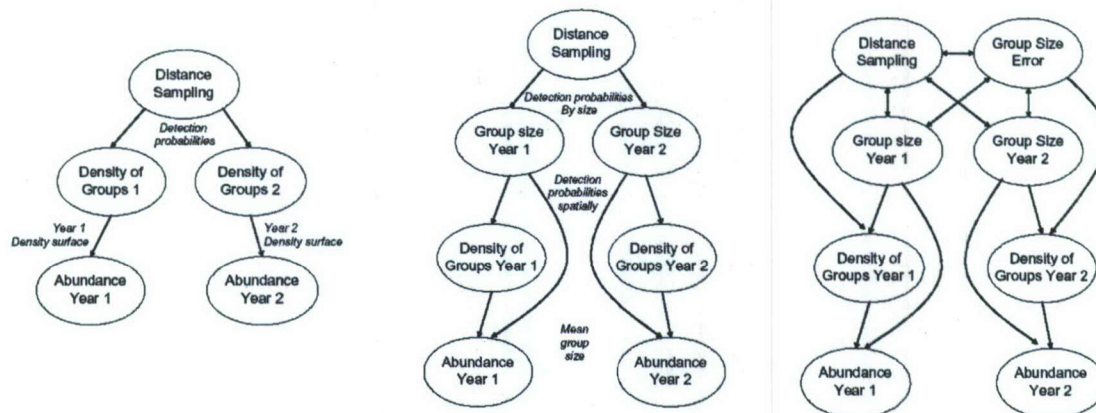 Distance
Sampling
Detection
probabilities
Density of
Groups 1
Density of
Groups 2
Year 1
Density surface
Year 2
Density surface
Abundance
Year 1
Abundance
Year 2
Distance
Sampling
Detection probabilities
By size
Group size
Year 1
Group Size
Year 2
Detection
probabilities
spatially
Density of
Groups Year 1
Density of
Groups Year 2
Mean
group
size
Abundance
Year 1
Abundance
Year 2
Distance
Sampling
Group Size
Error
Group size
Year 1
Group Size
Year 2
Density of
Groups Year 1
Density of
Groups Year 2
Abundance
Year 1
Abundance
Year 2